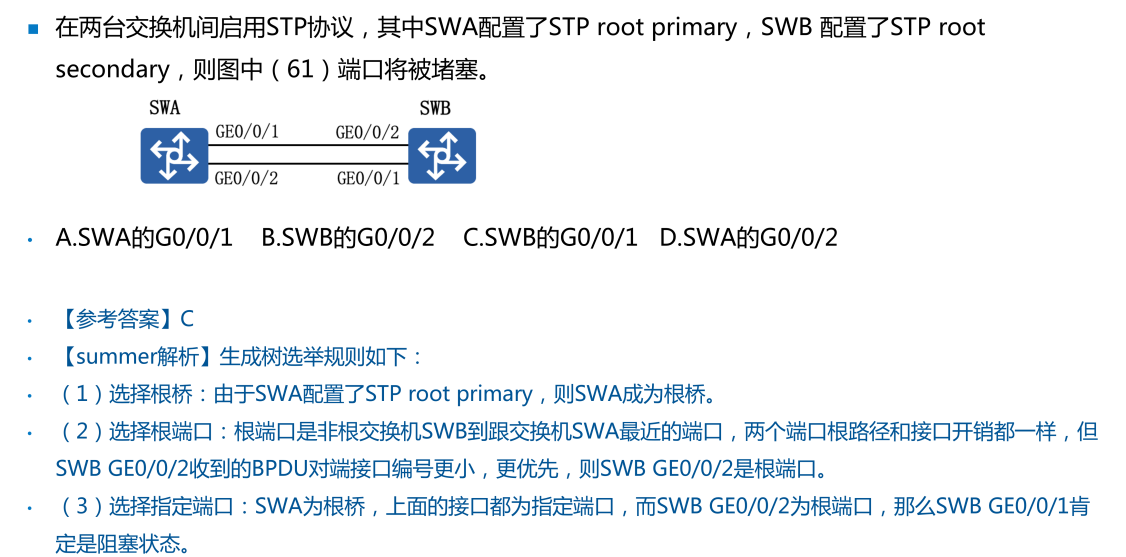 在两台交换机间启用STP协议，其中SWA配置了STP root primary，SWB 配置了STP root
secondary，则图中（61）端口将被堵塞。
SWA SWB
GE0/0/1 GE0/0/2
GE0/0/2 GE0/0/1
A.SWA的G0/0/1 B.SWB的G0/0/2 C.SWB的G0/0/1 D.SWA的G0/0/2
【参考答案】C
【summer解析】生成树选举规则如下：
（1）选择根桥：由于SWA配置了STP root primary，则SWA成为根桥。
（2）选择根端口：根端口是非根交换机SWB到跟交换机SWA最近的端口，两个端口根路径和接口开销都一样，但
SWB GE0/0/2收到的BPDU对端接口编号更小，更优先，则SWB GE0/0/2是根端口。
（3）选择指定端口：SWA为根桥，上面的接口都为指定端口，而SWB GE0/0/2为根端口，那么SWB GE0/0/1肯
定是阻塞状态。